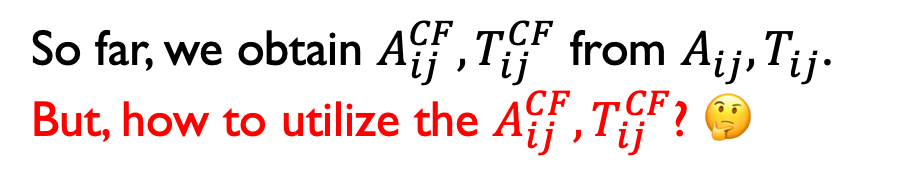 So far, we obtain $A_{ij}^{CF}, T_{ij}^{CF}$ from $A_{ij}, T_{ij}$.
But, how to utilize the $A_{ij}^{CF}, T_{ij}^{CF}$? 🤔